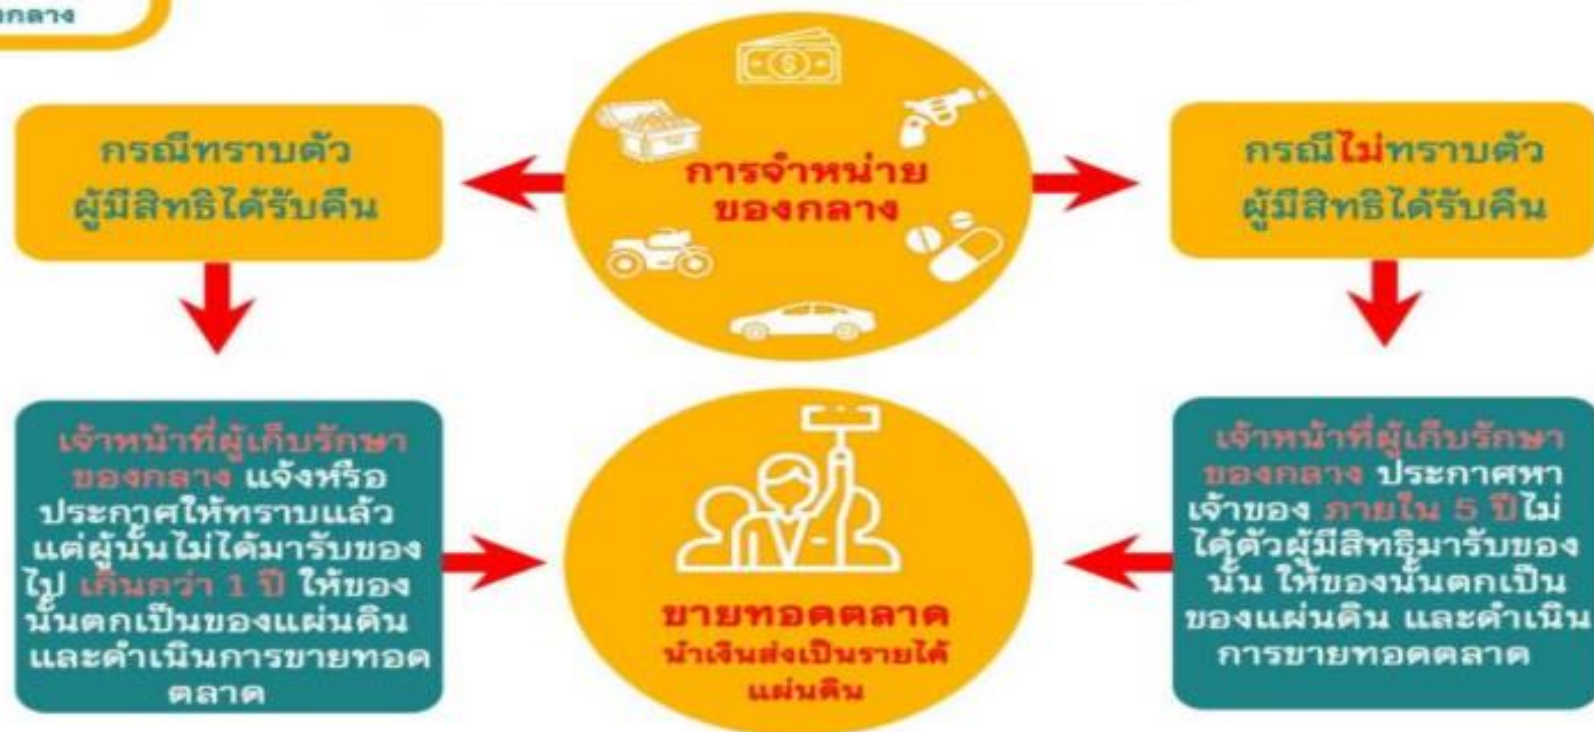 การจำหน่าย
ของกลาง
กรณีทราบตัว
ผู้มีสิทธิได้รับคืน
เจ้าหน้าที่ผู้เก็บรักษา
ของกลาง แจ้งหรือ
ประกาศให้ทราบแล้ว
แต่ผู้นั้นไม่ได้มารับของ
ไป เกินกว่า 1 ปี ให้ของ
นั้นตกเป็นของแผ่นดิน
และดำเนินการขายทอด
ตลาด
กรณีไม่ทราบตัว
ผู้มีสิทธิได้รับคืน
เจ้าหน้าที่ผู้เก็บรักษา
ของกลาง ประกาศหา
เจ้าของ ภายใน 5 ปีไม่
ได้ตัวผู้มีสิทธิมารับของ
นั้น ให้ของนั้นตกเป็น
ของแผ่นดิน และดำเนิน
การขายทอดตลาด
ขายทอดตลาด
นำเงินส่งเป็นรายได้
แผ่นดิน